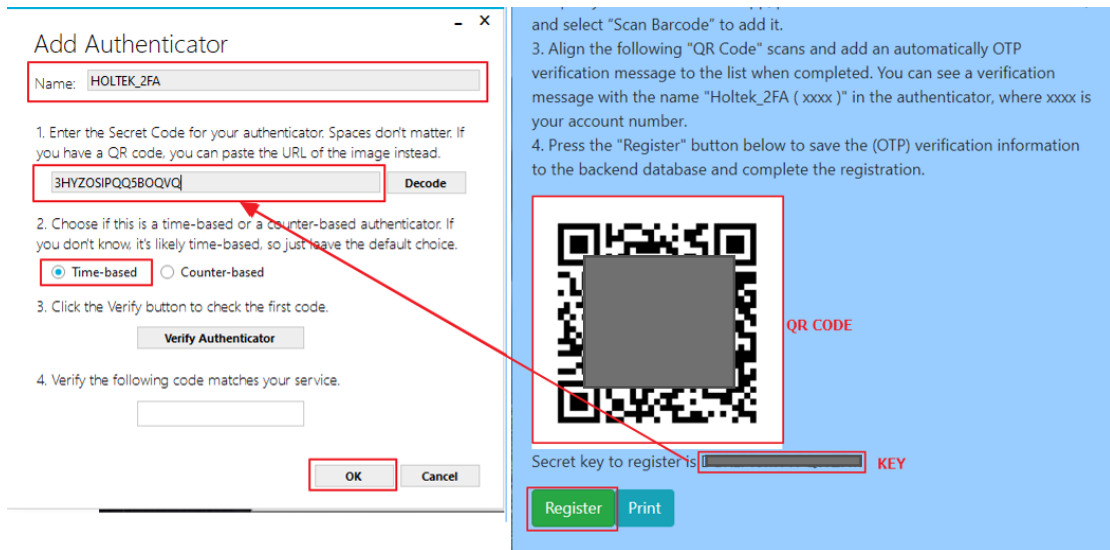 – X
Add Authenticator
Name: HOLTEK_2FA
1. Enter the Secret Code for your authenticator. Spaces don't matter. If
you have a QR code, you can paste the URL of the image instead.
3HYZOSIPQQ5BOQVQ
Decode
2. Choose if this is a time-based or a counter-based authenticator. If
you don't know, it's likely time-based, so just leave the default choice.
Time-based Counter-based
3. Click the Verify button to check the first code.
Verify Authenticator
4. Verify the following code matches your service.
OK Cancel
and select "Scan Barcode" to add it.
3. Align the following "QR Code" scans and add an automatically OTP
verification message to the list when completed. You can see a verification
message with the name "Holtek_2FA ( xxxx )" in the authenticator, where xxxx is
your account number.
4. Press the "Register" button below to save the (OTP) verification information
to the backend database and complete the registration.
QR CODE
Secret key to register is
KEY
Register Print